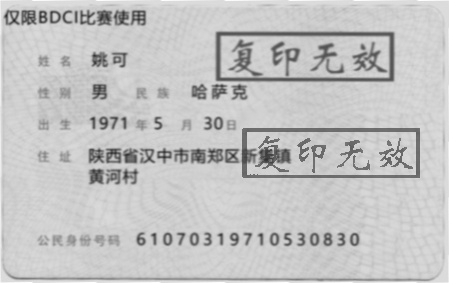 仅限BDCI比赛使用
复印无效
姓名 姚可
性别 男 民族 哈萨克
出生 1971 年 5 月 30 日
住址 陕西省汉中市南郑区新集镇
黄河村
复印无效
公民身份号码 610703197105308​30